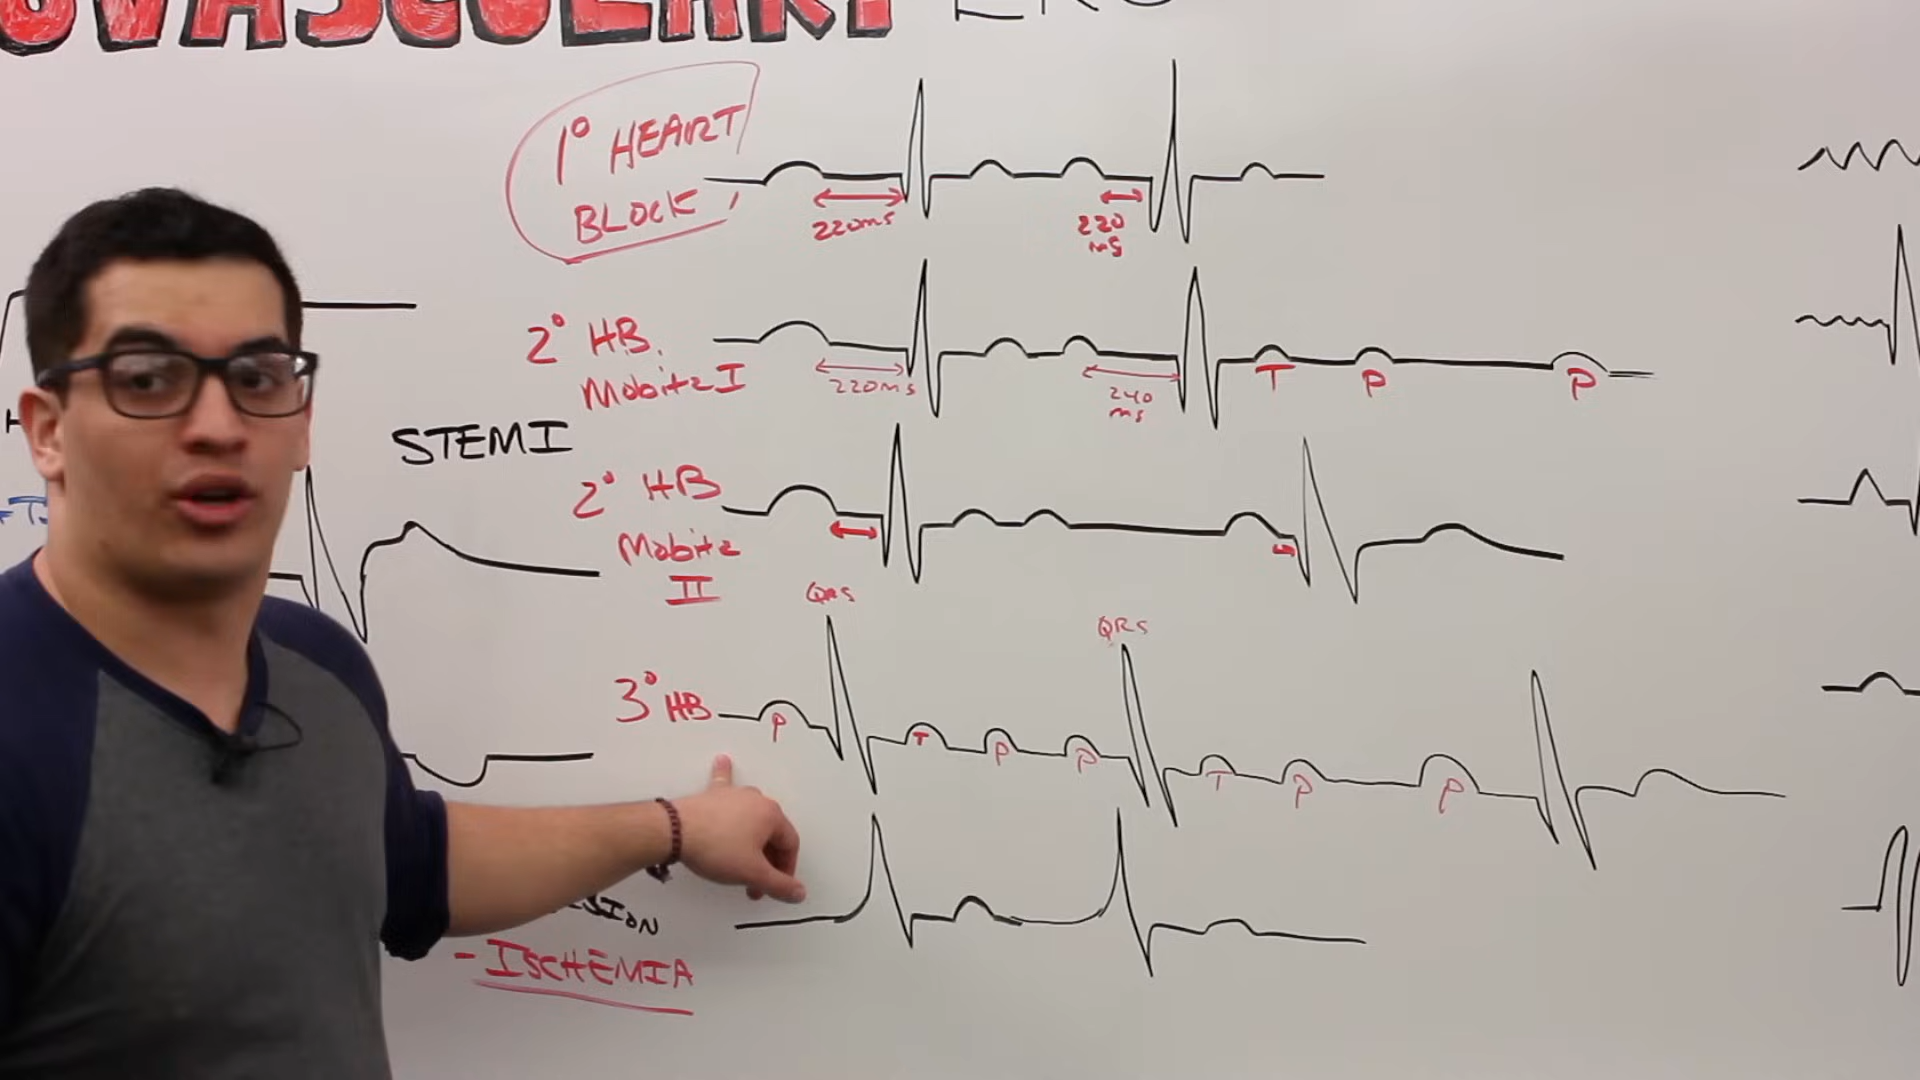 1° HEART
BLOCK
220ms
220
ms
2° HB.
Mobitz I
220ms
240
ms
T
P
P
STEMI
2° HB
Mobitz
II
QRS
QRS
3° HB
P
T
P
P
T
P
P
- ISCHEMIA